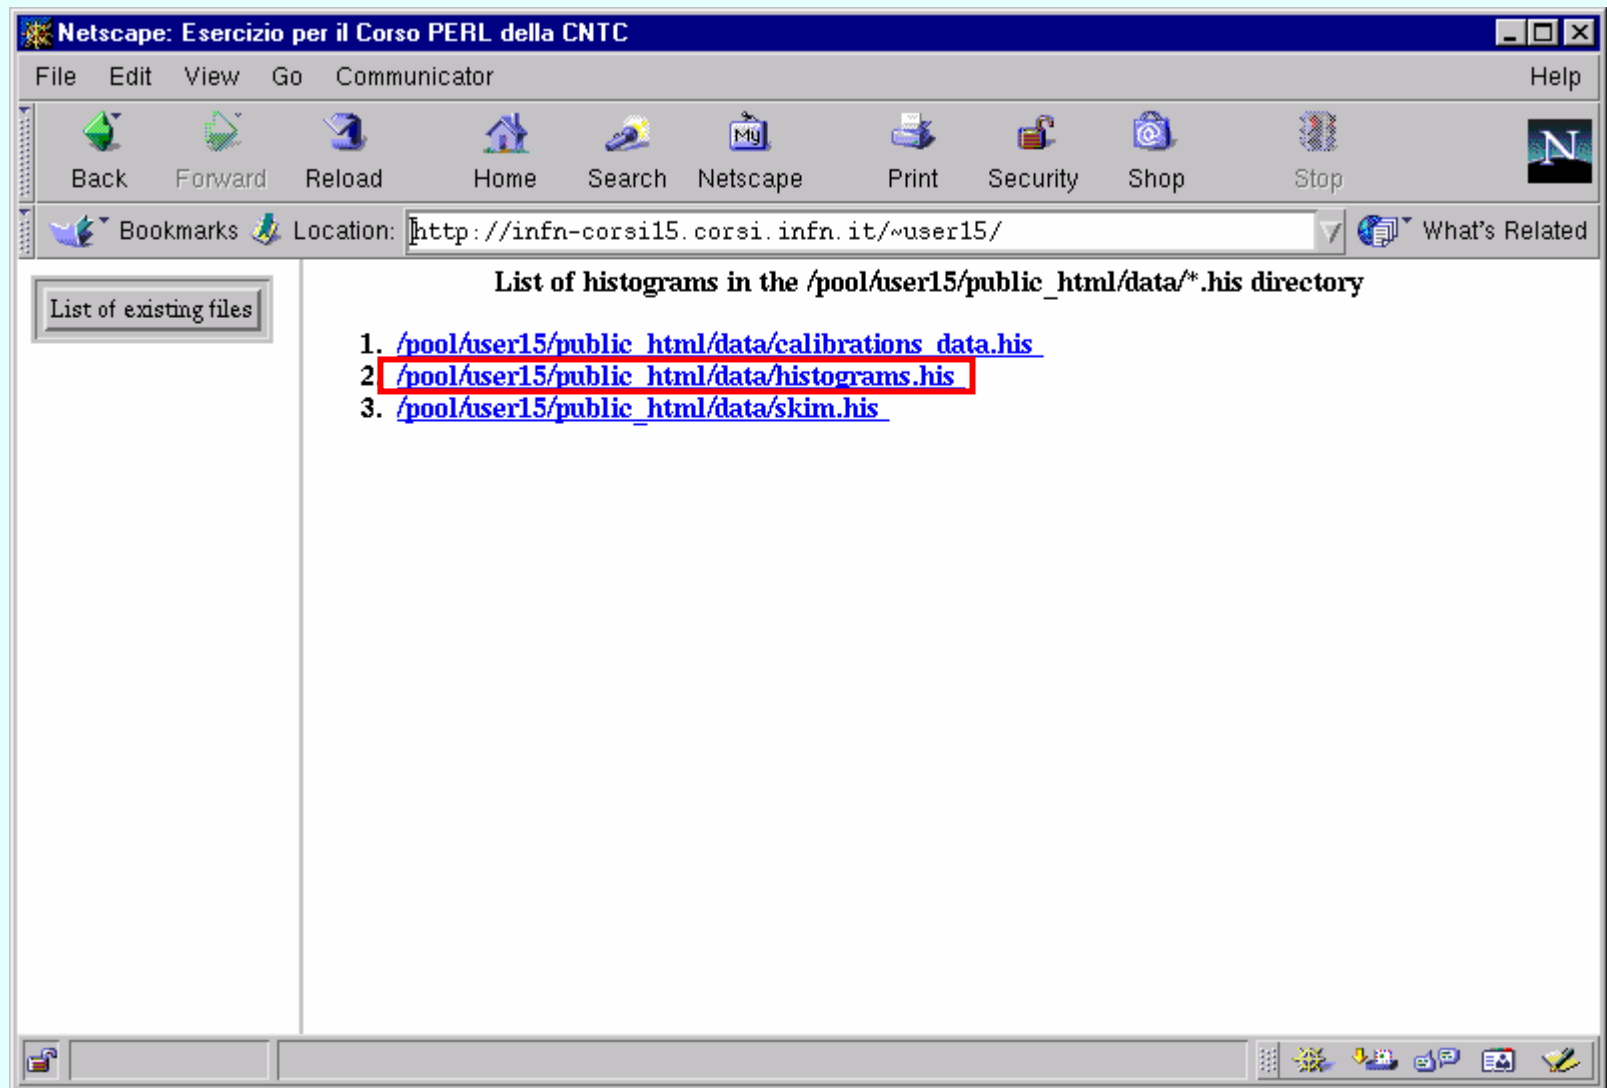 Netscape: Esercizio per il Corso PERL della CNTC
File Edit View Go Communicator Help
Back Forward Reload Home Search Netscape Print Security Shop Stop
My
N
Bookmarks Location: http://infn-corsi15.corsi.infn.it/~user15/ What's Related
List of existing files
List of histograms in the /pool/user15/public_html/data/*.his directory
1. /pool/user15/public_html/data/calibrations_data.his
2. /pool/user15/public_html/data/histograms.his
3. /pool/user15/public_html/data/skim.his